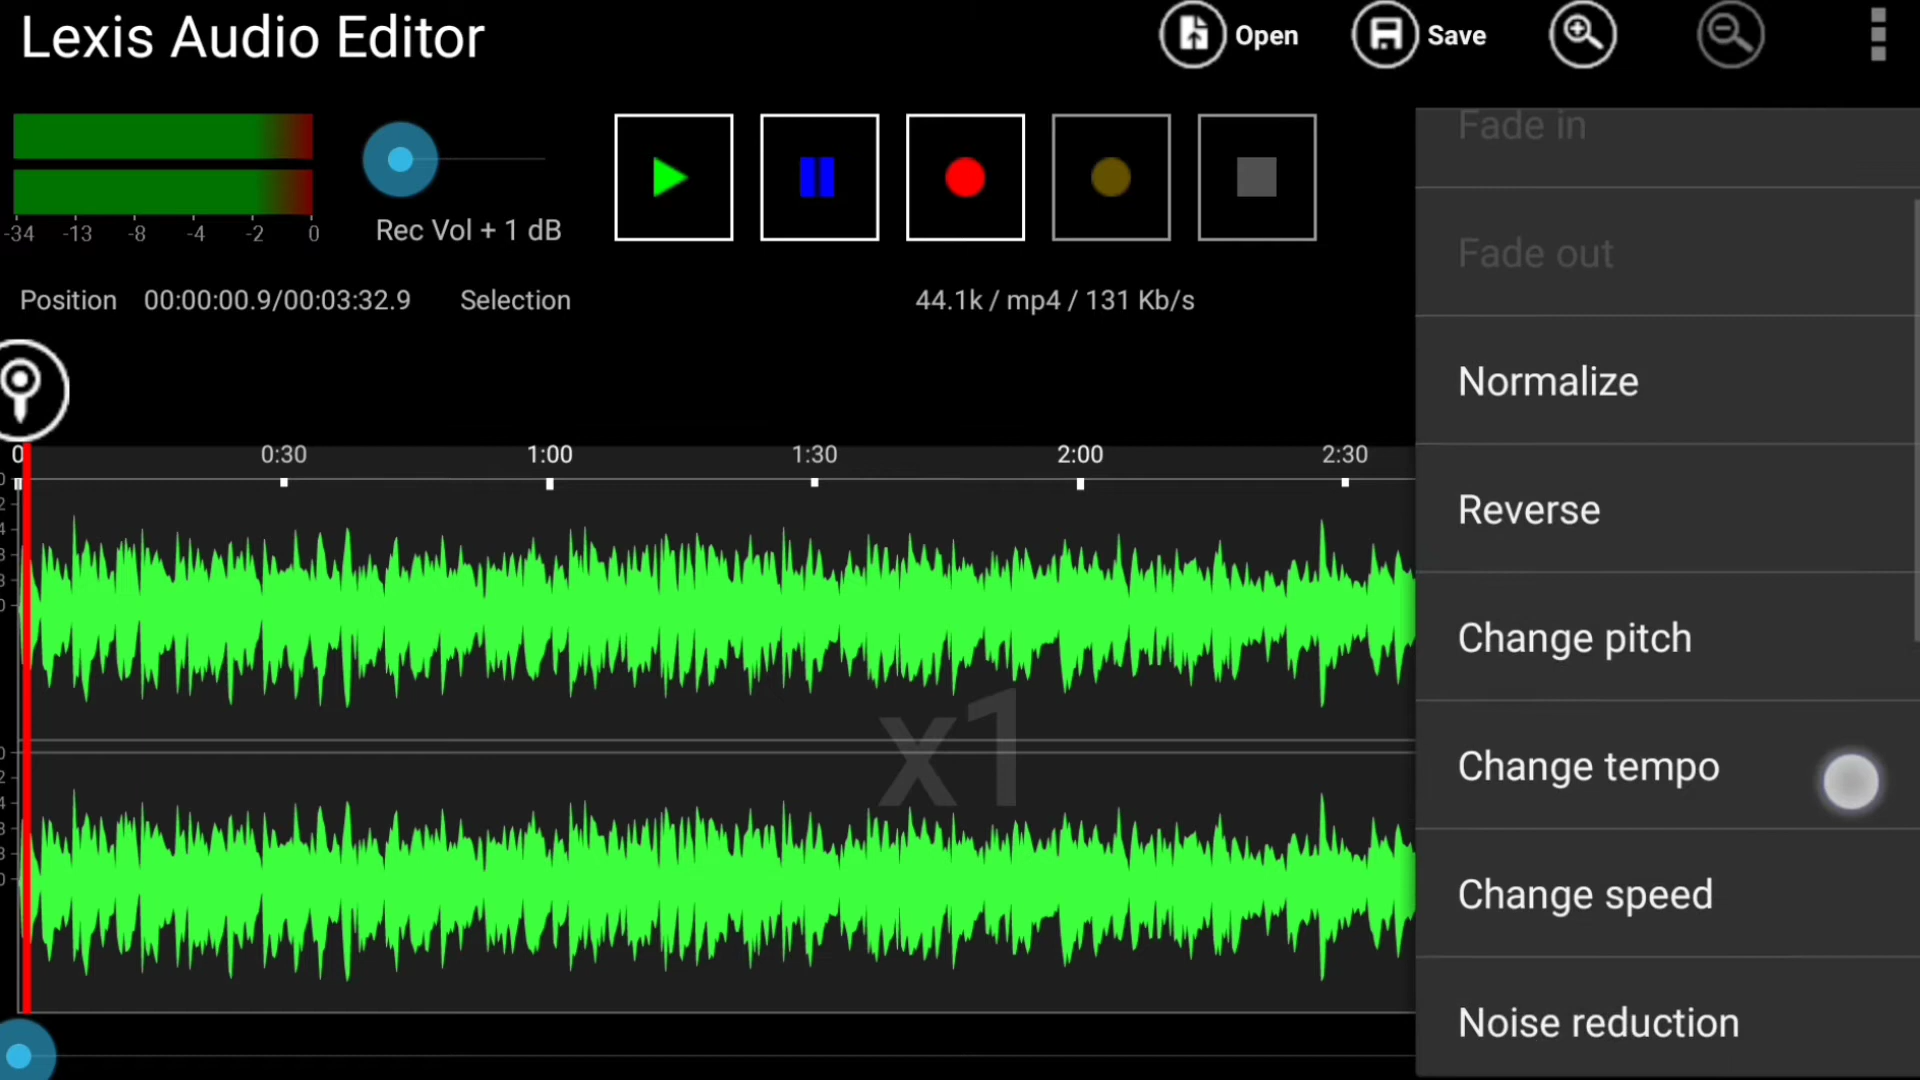 Lexis Audio Editor
Open
Save
-34 -13 -8 -4 -2 0
Rec Vol + 1 dB
Position 00:00:00.9/00:03:32.9 Selection 44.1k / mp4 / 131 Kb/s
0 0:30 1:00 1:30 2:00 2:30
x1
Fade in
Fade out
Normalize
Reverse
Change pitch
Change tempo
Change speed
Noise reduction